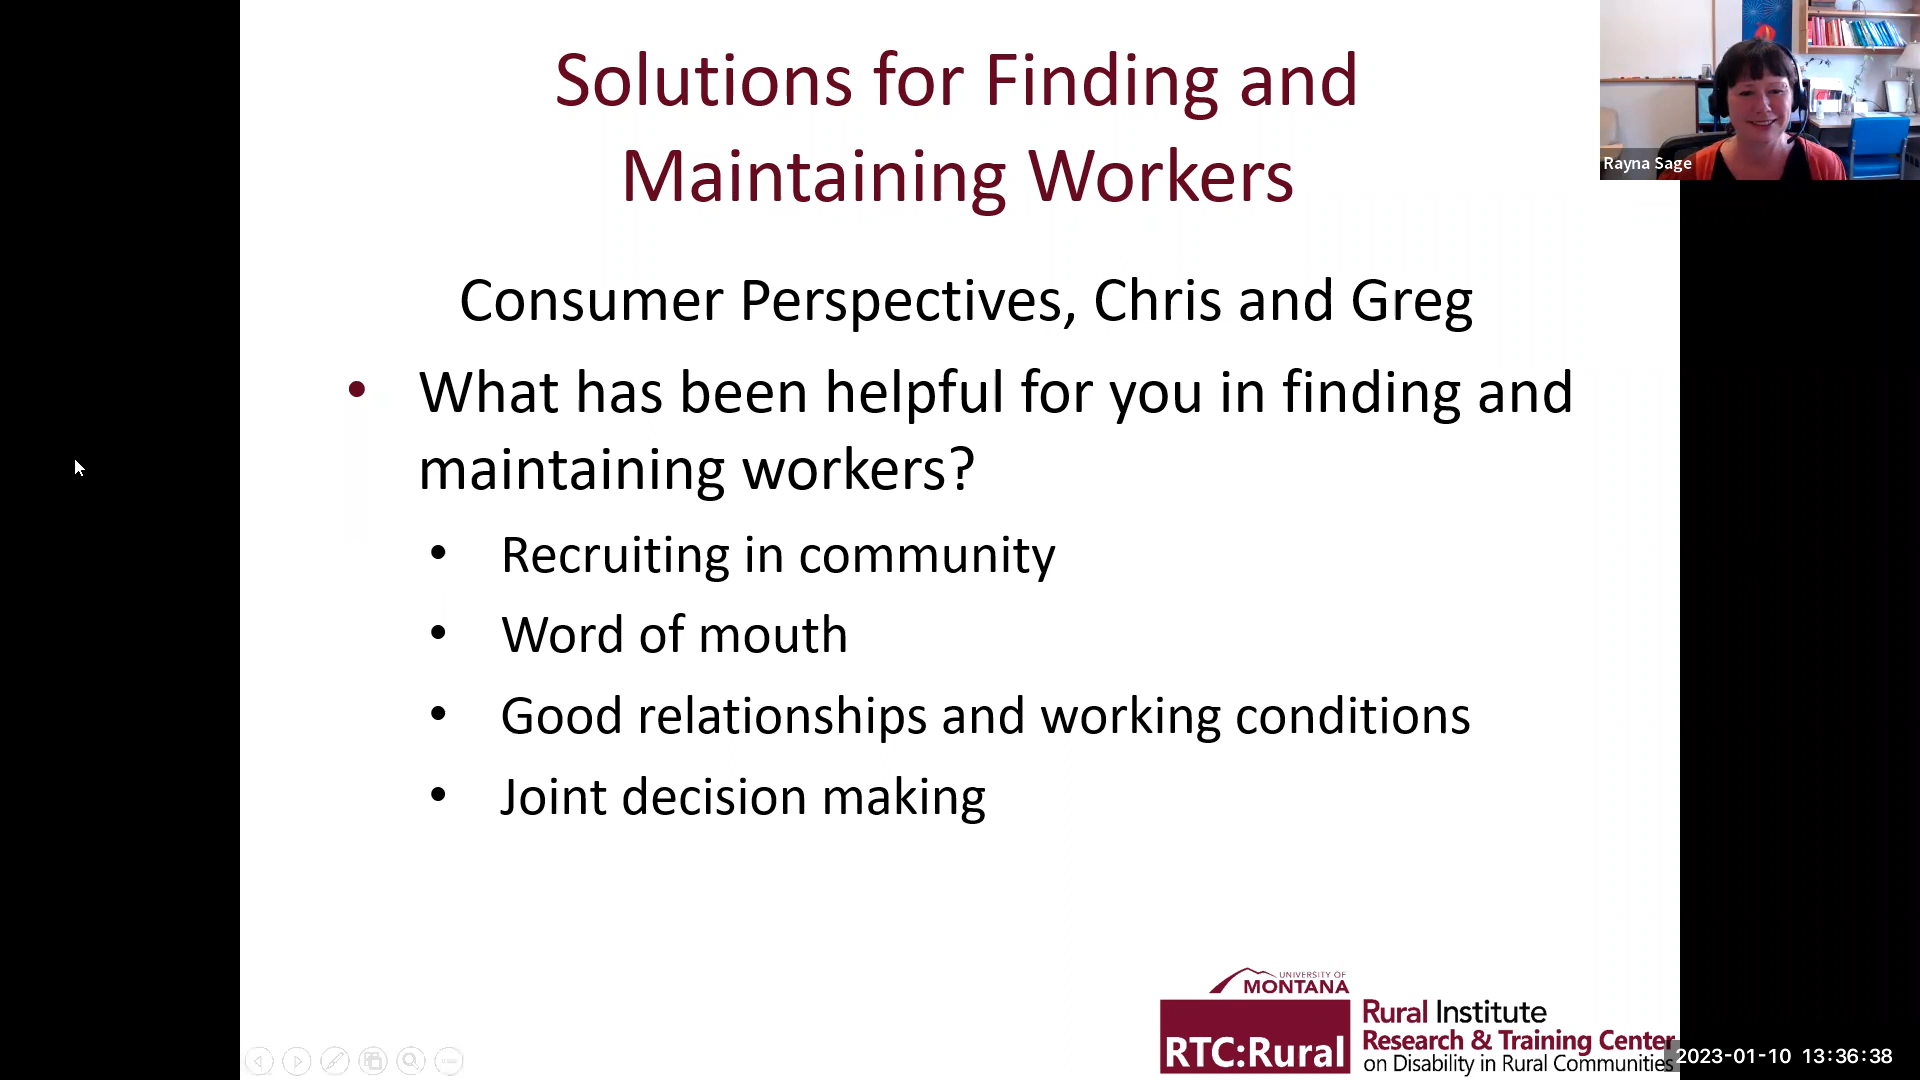 Solutions for Finding and
Maintaining Workers
Rayna Sage
Consumer Perspectives, Chris and Greg
• What has been helpful for you in finding and
maintaining workers?
• Recruiting in community
• Word of mouth
• Good relationships and working conditions
• Joint decision making
UNIVERSITY OF
MONTANA
RTC:Rural
Rural Institute
Research & Training Center
on Disability in Rural Communities
2023-01-10 13:36:38